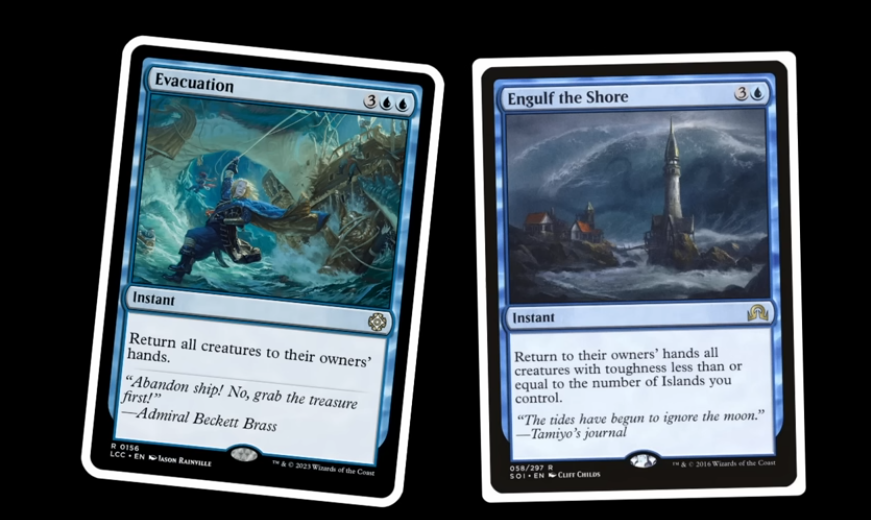 Evacuation
3
Instant
Return all creatures to their owners'
hands.
"Abandon ship! No, grab the treasure
first!"
—Admiral Beckett Brass
R 0156
LCC • EN Jason Rainville
™ & © 2023 Wizards of the Coast
Engulf the Shore
3
Instant
Return to their owners' hands all
creatures with toughness less than or
equal to the number of Islands you
control.
"The tides have begun to ignore the moon."
—Tamiyo's journal
058/297 R
SOI • EN Cliff Childs
™ & © 2016 Wizards of the Coast